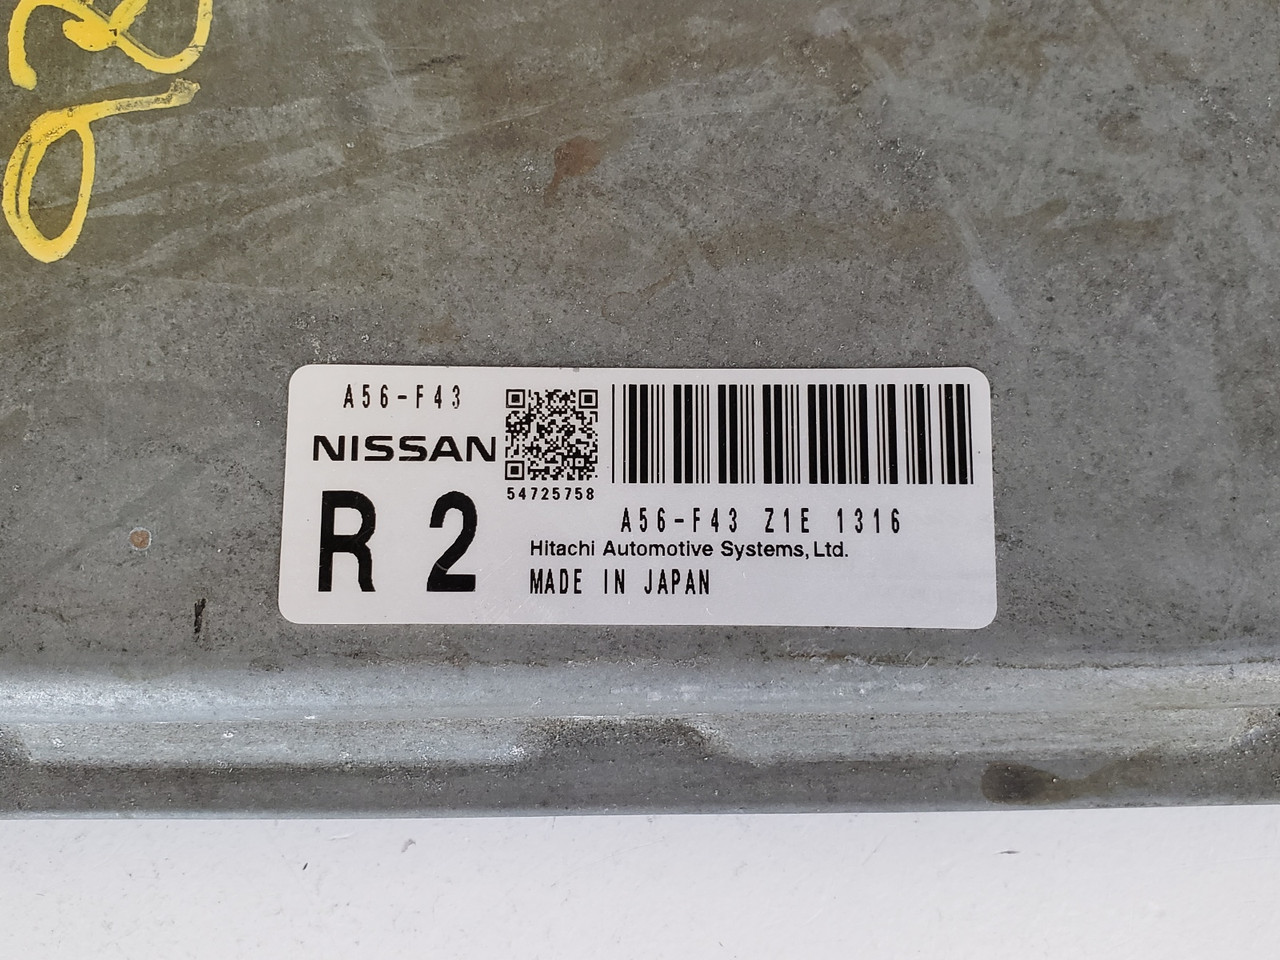 A56-F43
NISSAN
R 2
54725758
A56-F43 Z1E 1316
Hitachi Automotive Systems, Ltd.
MADE IN JAPAN